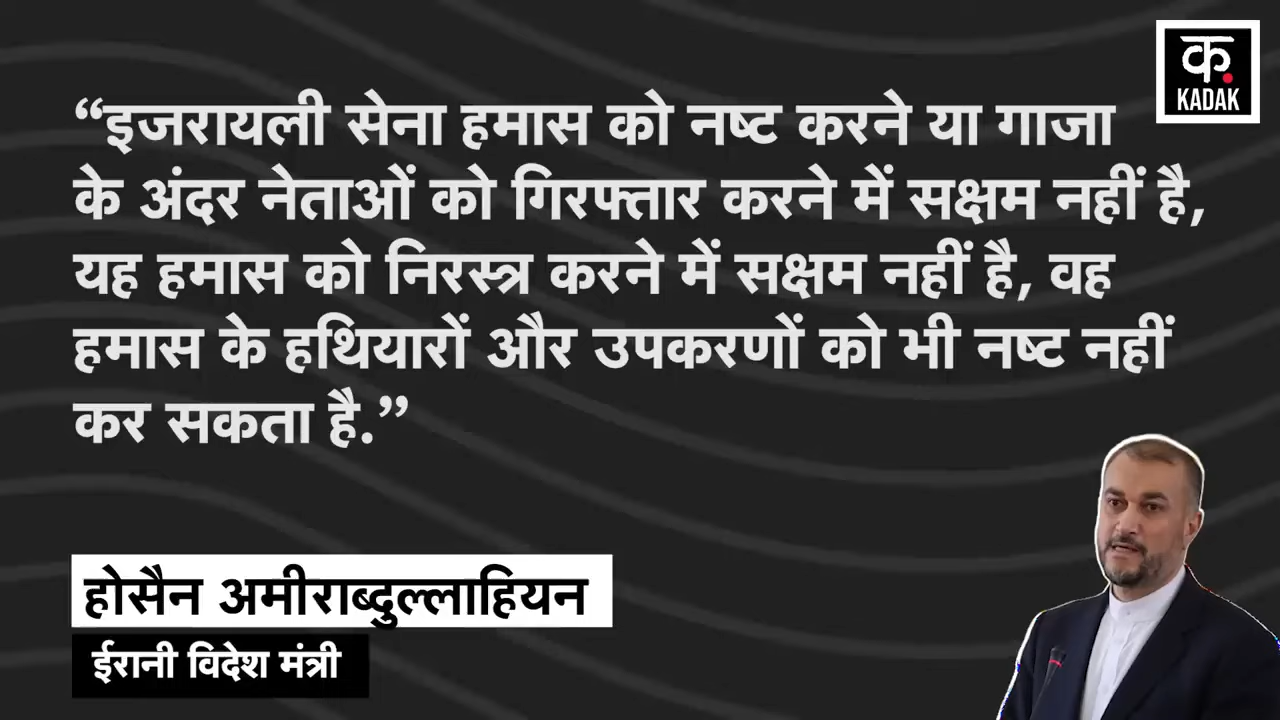 क
KADAK
“इजरायली सेना हमास को नष्ट करने या गाजा
के अंदर नेताओं को गिरफ्तार करने में सक्षम नहीं है,
यह हमास को निरस्त्र करने में सक्षम नहीं है, वह
हमास के हथियारों और उपकरणों को भी नष्ट नहीं
कर सकता है.”
होसैन अमीराब्दुल्लाहियन
ईरानी विदेश मंत्री